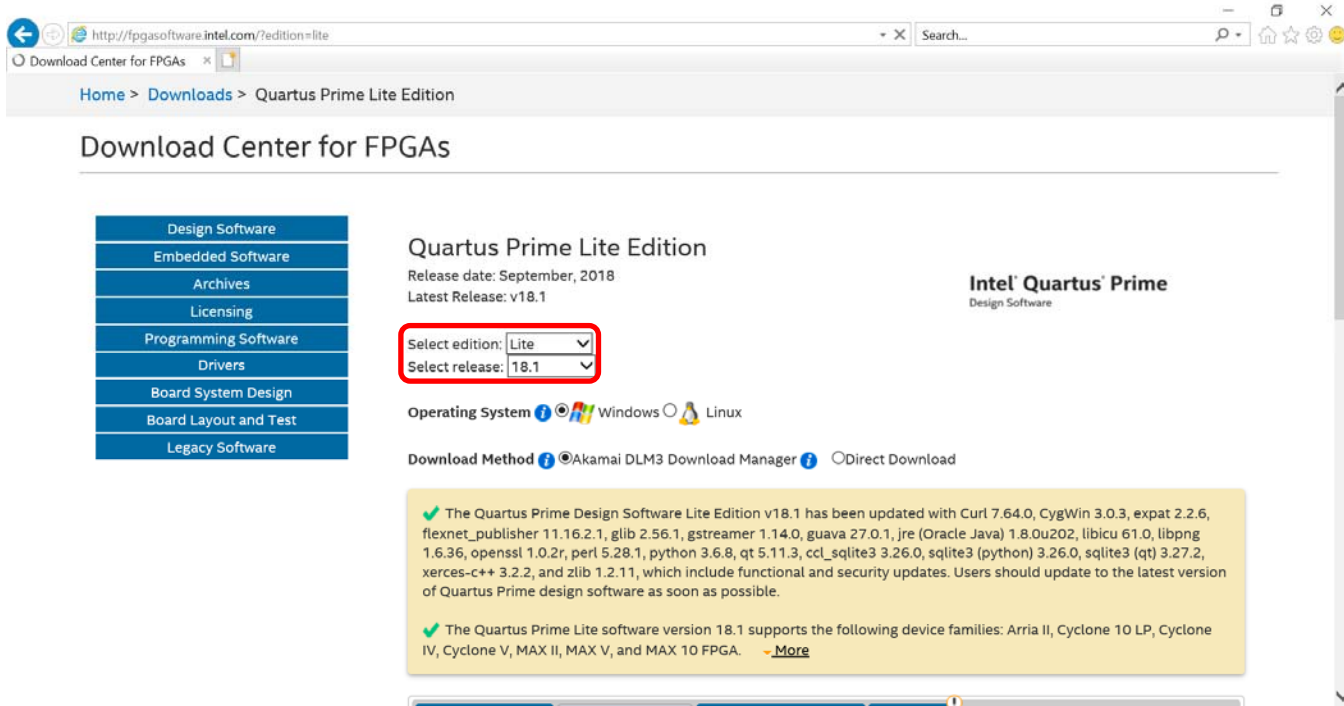 http://fpgasoftware.intel.com/?edition=lite
Search...
Download Center for FPGAs
Home > Downloads > Quartus Prime Lite Edition
Download Center for FPGAs
Design Software
Embedded Software
Archives
Licensing
Programming Software
Drivers
Board System Design
Board Layout and Test
Legacy Software
Quartus Prime Lite Edition
Release date: September, 2018
Latest Release: v18.1
Intel® Quartus® Prime
Design Software
Select edition: Lite
Select release: 18.1
Operating System Windows Linux
Download Method Akamai DLM3 Download Manager Direct Download
The Quartus Prime Design Software Lite Edition v18.1 has been updated with Curl 7.64.0, CygWin 3.0.3, expat 2.2.6,
flexnet_publisher 11.16.2.1, glib 2.56.1, gstreamer 1.14.0, guava 27.0.1, jre (Oracle Java) 1.8.0u202, libicu 61.0, libpng
1.6.36, openssl 1.0.2r, perl 5.28.1, python 3.6.8, qt 5.11.3, ccl_sqlite3 3.26.0, sqlite3 (python) 3.26.0, sqlite3 (qt) 3.27.2,
xerces-c++ 3.2.2, and zlib 1.2.11, which include functional and security updates. Users should update to the latest version
of Quartus Prime design software as soon as possible.
The Quartus Prime Lite software version 18.1 supports the following device families: Arria II, Cyclone 10 LP, Cyclone
IV, Cyclone V, MAX II, MAX V, and MAX 10 FPGA. More